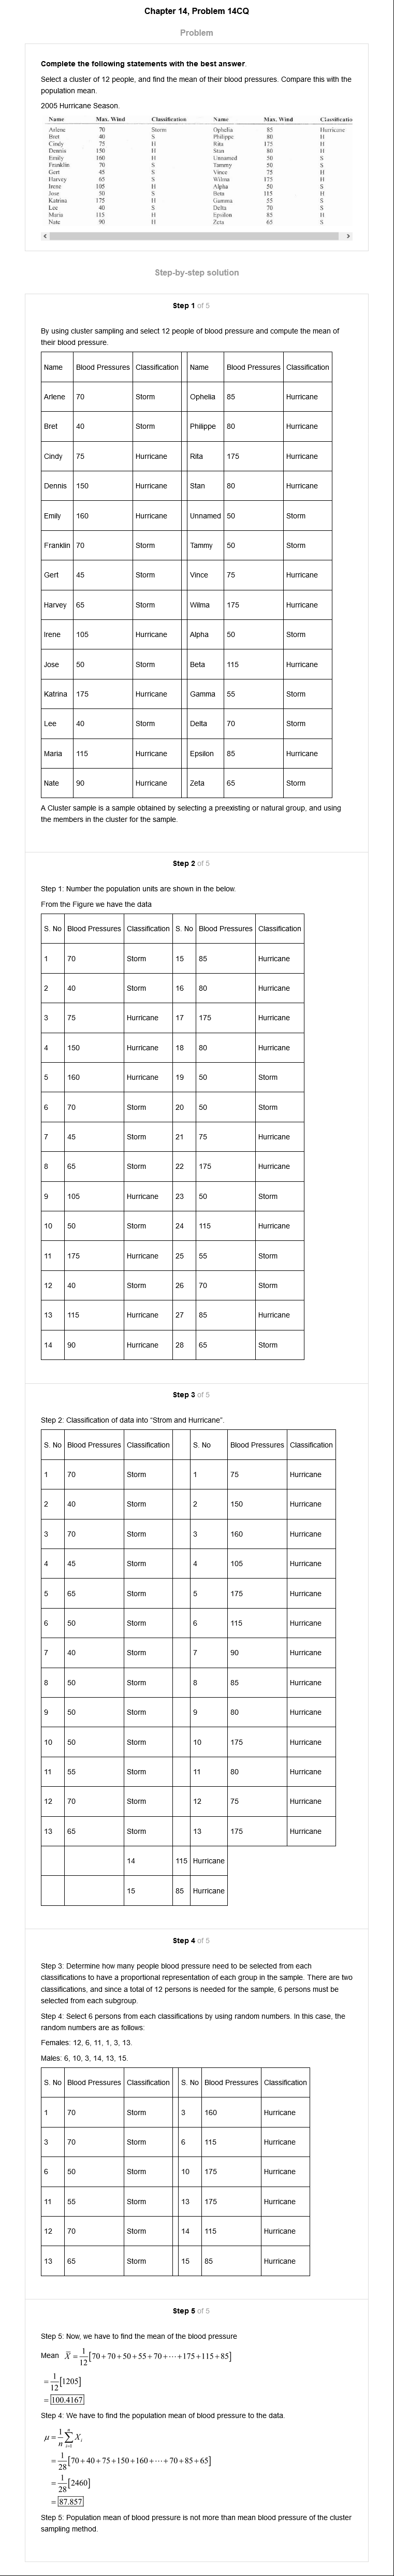 Chapter 14, Problem 14CQ
Problem
Complete the following statements with the best answer.
Select a cluster of 12 people, and find the mean of their blood pressures. Compare this with the
population mean.
2005 Hurricane Season.
Name Max. Wind Classification Name Max. Wind Classificatio
Arlene 70 Storm Ophelia 85 Hurricane
Bret 40 S Philippe 80 H
Cindy 75 H Rita 175 H
Dennis 150 H Stan 80 H
Emily 160 H Unnamed 50 S
Franklin 70 S Tammy 50 S
Gert 45 S Vince 75 H
Harvey 65 S Wilma 175 H
Irene 105 H Alpha 50 S
Jose 50 S Beta 115 H
Katrina 175 H Gamma 55 S
Lee 40 S Delta 70 S
Maria 115 H Epsilon 85 H
Nate 90 H Zeta 65 S
Step-by-step solution
Step 1 of 5
By using cluster sampling and select 12 people of blood pressure and compute the mean of
their blood pressure.
Name Blood Pressures Classification Name Blood Pressures Classification
Arlene 70 Storm Ophelia 85 Hurricane
Bret 40 Storm Philippe 80 Hurricane
Cindy 75 Hurricane Rita 175 Hurricane
Dennis 150 Hurricane Stan 80 Hurricane
Emily 160 Hurricane Unnamed 50 Storm
Franklin 70 Storm Tammy 50 Storm
Gert 45 Storm Vince 75 Hurricane
Harvey 65 Storm Wilma 175 Hurricane
Irene 105 Hurricane Alpha 50 Storm
Jose 50 Storm Beta 115 Hurricane
Katrina 175 Hurricane Gamma 55 Storm
Lee 40 Storm Delta 70 Storm
Maria 115 Hurricane Epsilon 85 Hurricane
Nate 90 Hurricane Zeta 65 Storm
A Cluster sample is a sample obtained by selecting a preexisting or natural group, and using
the members in the cluster for the sample.
Step 2 of 5
Step 1: Number the population units are shown in the below.
From the Figure we have the data
S. No Blood Pressures Classification S. No Blood Pressures Classification
1 70 Storm 15 85 Hurricane
2 40 Storm 16 80 Hurricane
3 75 Hurricane 17 175 Hurricane
4 150 Hurricane 18 80 Hurricane
5 160 Hurricane 19 50 Storm
6 70 Storm 20 50 Storm
7 45 Storm 21 75 Hurricane
8 65 Storm 22 175 Hurricane
9 105 Hurricane 23 50 Storm
10 50 Storm 24 115 Hurricane
11 175 Hurricane 25 55 Storm
12 40 Storm 26 70 Storm
13 115 Hurricane 27 85 Hurricane
14 90 Hurricane 28 65 Storm
Step 3 of 5
Step 2: Classification of data into "Strom and Hurricane".
S. No Blood Pressures Classification S. No Blood Pressures Classification
1 70 Storm 1 75 Hurricane
2 40 Storm 2 150 Hurricane
3 70 Storm 3 160 Hurricane
4 45 Storm 4 105 Hurricane
5 65 Storm 5 175 Hurricane
6 50 Storm 6 115 Hurricane
7 40 Storm 7 90 Hurricane
8 50 Storm 8 85 Hurricane
9 50 Storm 9 80 Hurricane
10 50 Storm 10 175 Hurricane
11 55 Storm 11 80 Hurricane
12 70 Storm 12 75 Hurricane
13 65 Storm 13 175 Hurricane
14 115 Hurricane
15 85 Hurricane
Step 4 of 5
Step 3: Determine how many people blood pressure need to be selected from each
classifications to have a proportional representation of each group in the sample. There are two
classifications, and since a total of 12 persons is needed for the sample, 6 persons must be
selected from each subgroup.
Step 4: Select 6 persons from each classifications by using random numbers. In this case, the
random numbers are as follows:
Females: 12, 6, 11, 1, 3, 13.
Males: 6, 10, 3, 14, 13, 15.
S. No Blood Pressures Classification S. No Blood Pressures Classification
1 70 Storm 3 160 Hurricane
3 70 Storm 6 115 Hurricane
6 50 Storm 10 175 Hurricane
11 55 Storm 13 175 Hurricane
12 70 Storm 14 115 Hurricane
13 65 Storm 15 85 Hurricane
Step 5 of 5
Step 5: Now, we have to find the mean of the blood pressure
Mean X̄ = 1/12 [70+70+50+55+70+⋯+175+115+85]
= 1/12 [1205]
= 100.4167
Step 4: We have to find the population mean of blood pressure to the data.
μ = 1/n ∑ᵢ₌₁ⁿ Xᵢ
= 1/28 [70+40+75+150+160+⋯+70+85+65]
= 1/28 [2460]
= 87.857
Step 5: Population mean of blood pressure is not more than mean blood pressure of the cluster
sampling method.